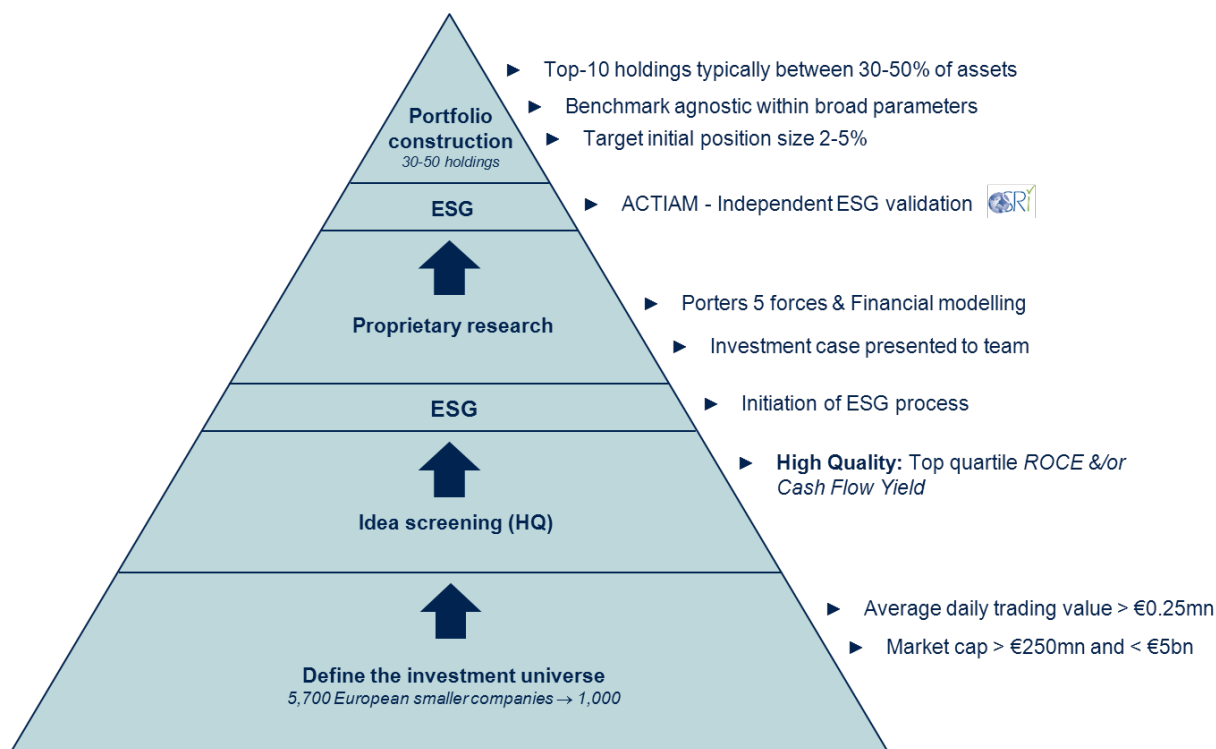 ► Top-10 holdings typically between 30-50% of assets
► Benchmark agnostic within broad parameters
Portfolio
construction
30-50 holdings
► Target initial position size 2-5%
ESG
► ACTIAM - Independent ESG validation
SRi
Proprietary research
► Porters 5 forces & Financial modelling
► Investment case presented to team
ESG
► Initiation of ESG process
► High Quality: Top quartile ROCE &/or
Cash Flow Yield
Idea screening (HQ)
► Average daily trading value > €0.25mn
► Market cap > €250mn and < €5bn
Define the investment universe
5,700 European smaller companies → 1,000